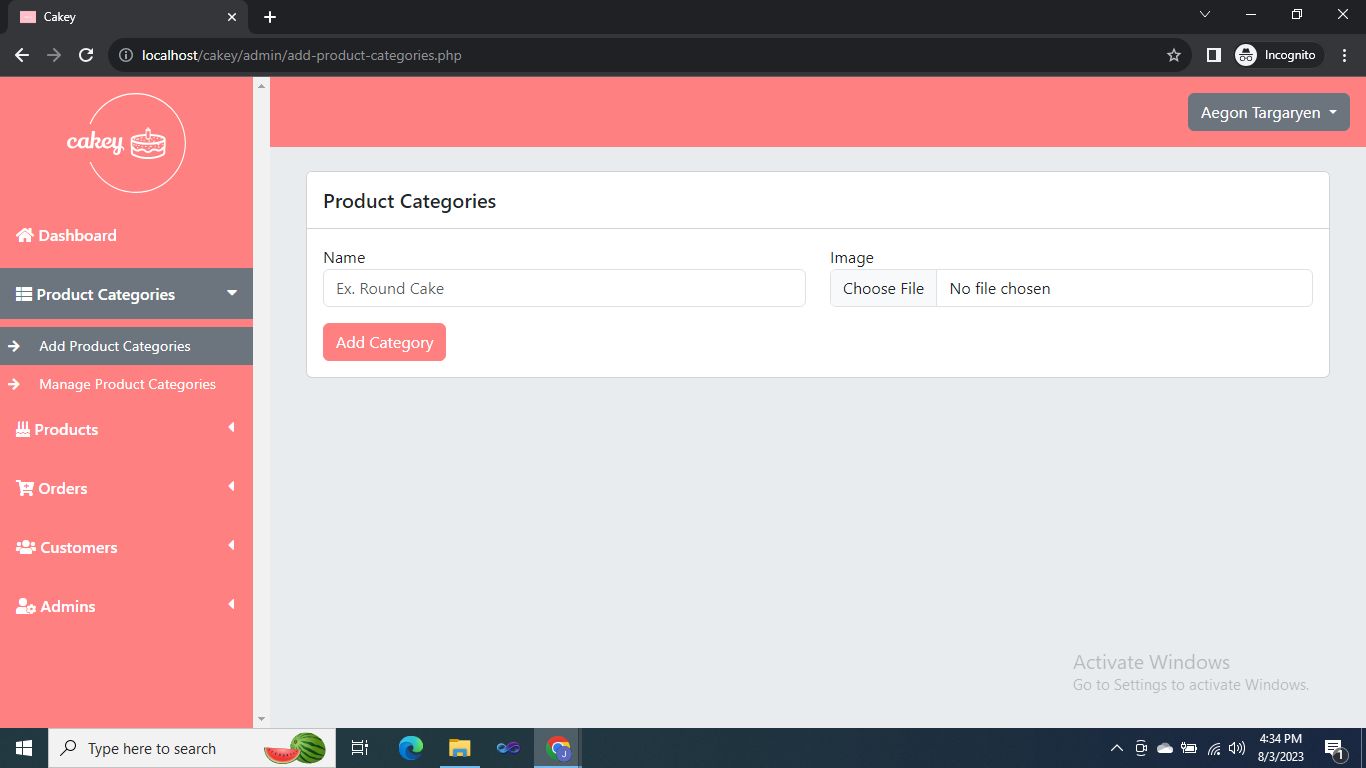 Cakey
localhost/cakey/admin/add-product-categories.php
Incognito
cakey
Aegon Targaryen
Dashboard
Product Categories
Add Product Categories
Manage Product Categories
Products
Orders
Customers
Admins
Product Categories
Name
Image
Ex. Round Cake
Choose File
No file chosen
Add Category
Activate Windows
Go to Settings to activate Windows.
Type here to search
J
4:34 PM
8/3/2023
1